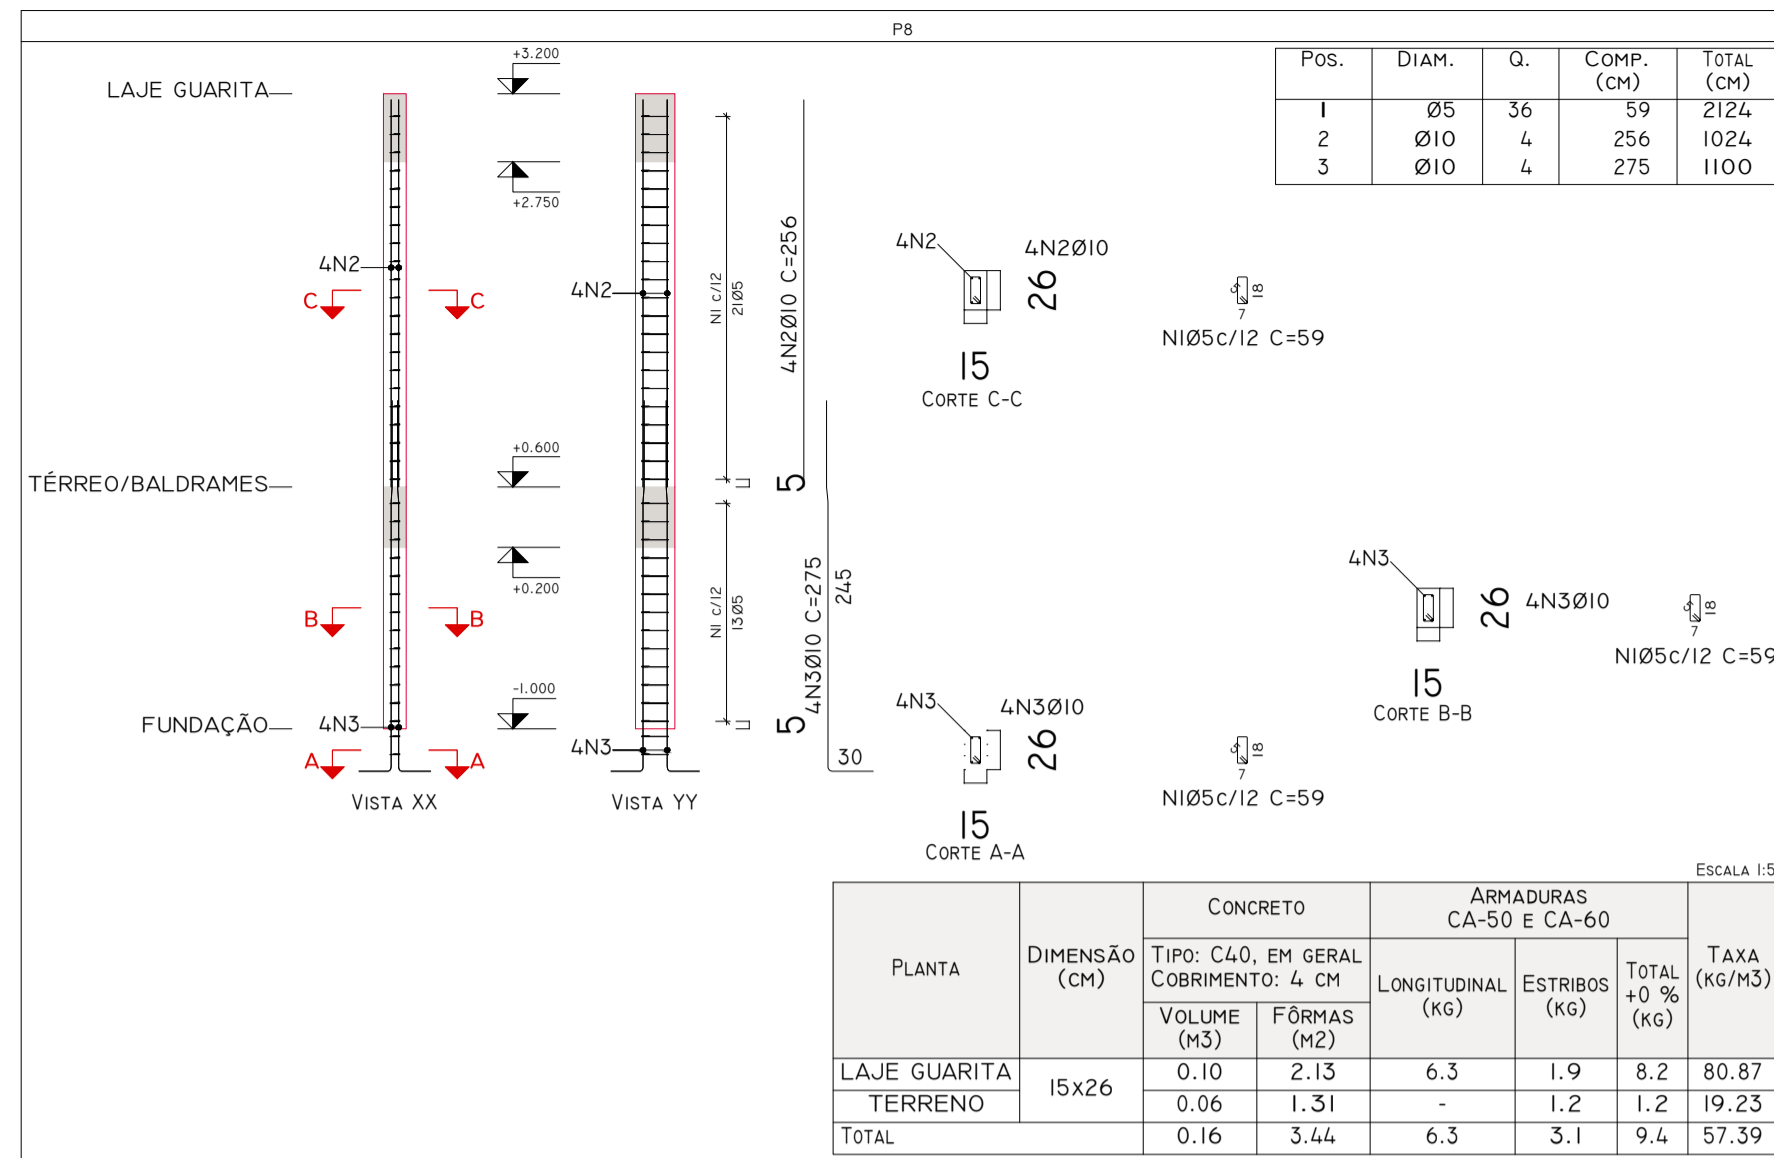 P8
POS. DIAM. Q. COMP. (CM) TOTAL (CM)
1 Ø5 36 59 2124
2 Ø10 4 256 1024
3 Ø10 4 275 1100
LAJE GUARITA
+3.200
+2.750
4N2
C C
4N2
N1 c/12
21Ø5
4N2Ø10 C=256
4N2
4N2Ø10
26
15
CORTE C-C
5
18
7
N1Ø5c/12 C=59
TÉRREO/BALDRAMES
+0.600
5
+0.200
B B
N1 c/12
13Ø5
4N3Ø10 C=275
245
4N3
26
4N3Ø10
15
CORTE B-B
5
18
7
N1Ø5c/12 C=59
FUNDAÇÃO
-1.000
4N3
4N3
5
30
A A
VISTA XX
VISTA YY
4N3
4N3Ø10
26
15
CORTE A-A
5
18
7
N1Ø5c/12 C=59
ESCALA 1:5
PLANTA
DIMENSÃO
(CM)
CONCRETO
TIPO: C40, EM GERAL
COBRIMENTO: 4 CM
VOLUME
(M3)
FÔRMAS
(M2)
ARMADURAS
CA-50 E CA-60
LONGITUDINAL
(KG)
ESTRIBOS
(KG)
TOTAL
+0 %
(KG)
TAXA
(KG/M3)
LAJE GUARITA 15x26 0.10 2.13 6.3 1.9 8.2 80.87
TERRENO 0.06 1.31 - 1.2 1.2 19.23
TOTAL 0.16 3.44 6.3 3.1 9.4 57.39